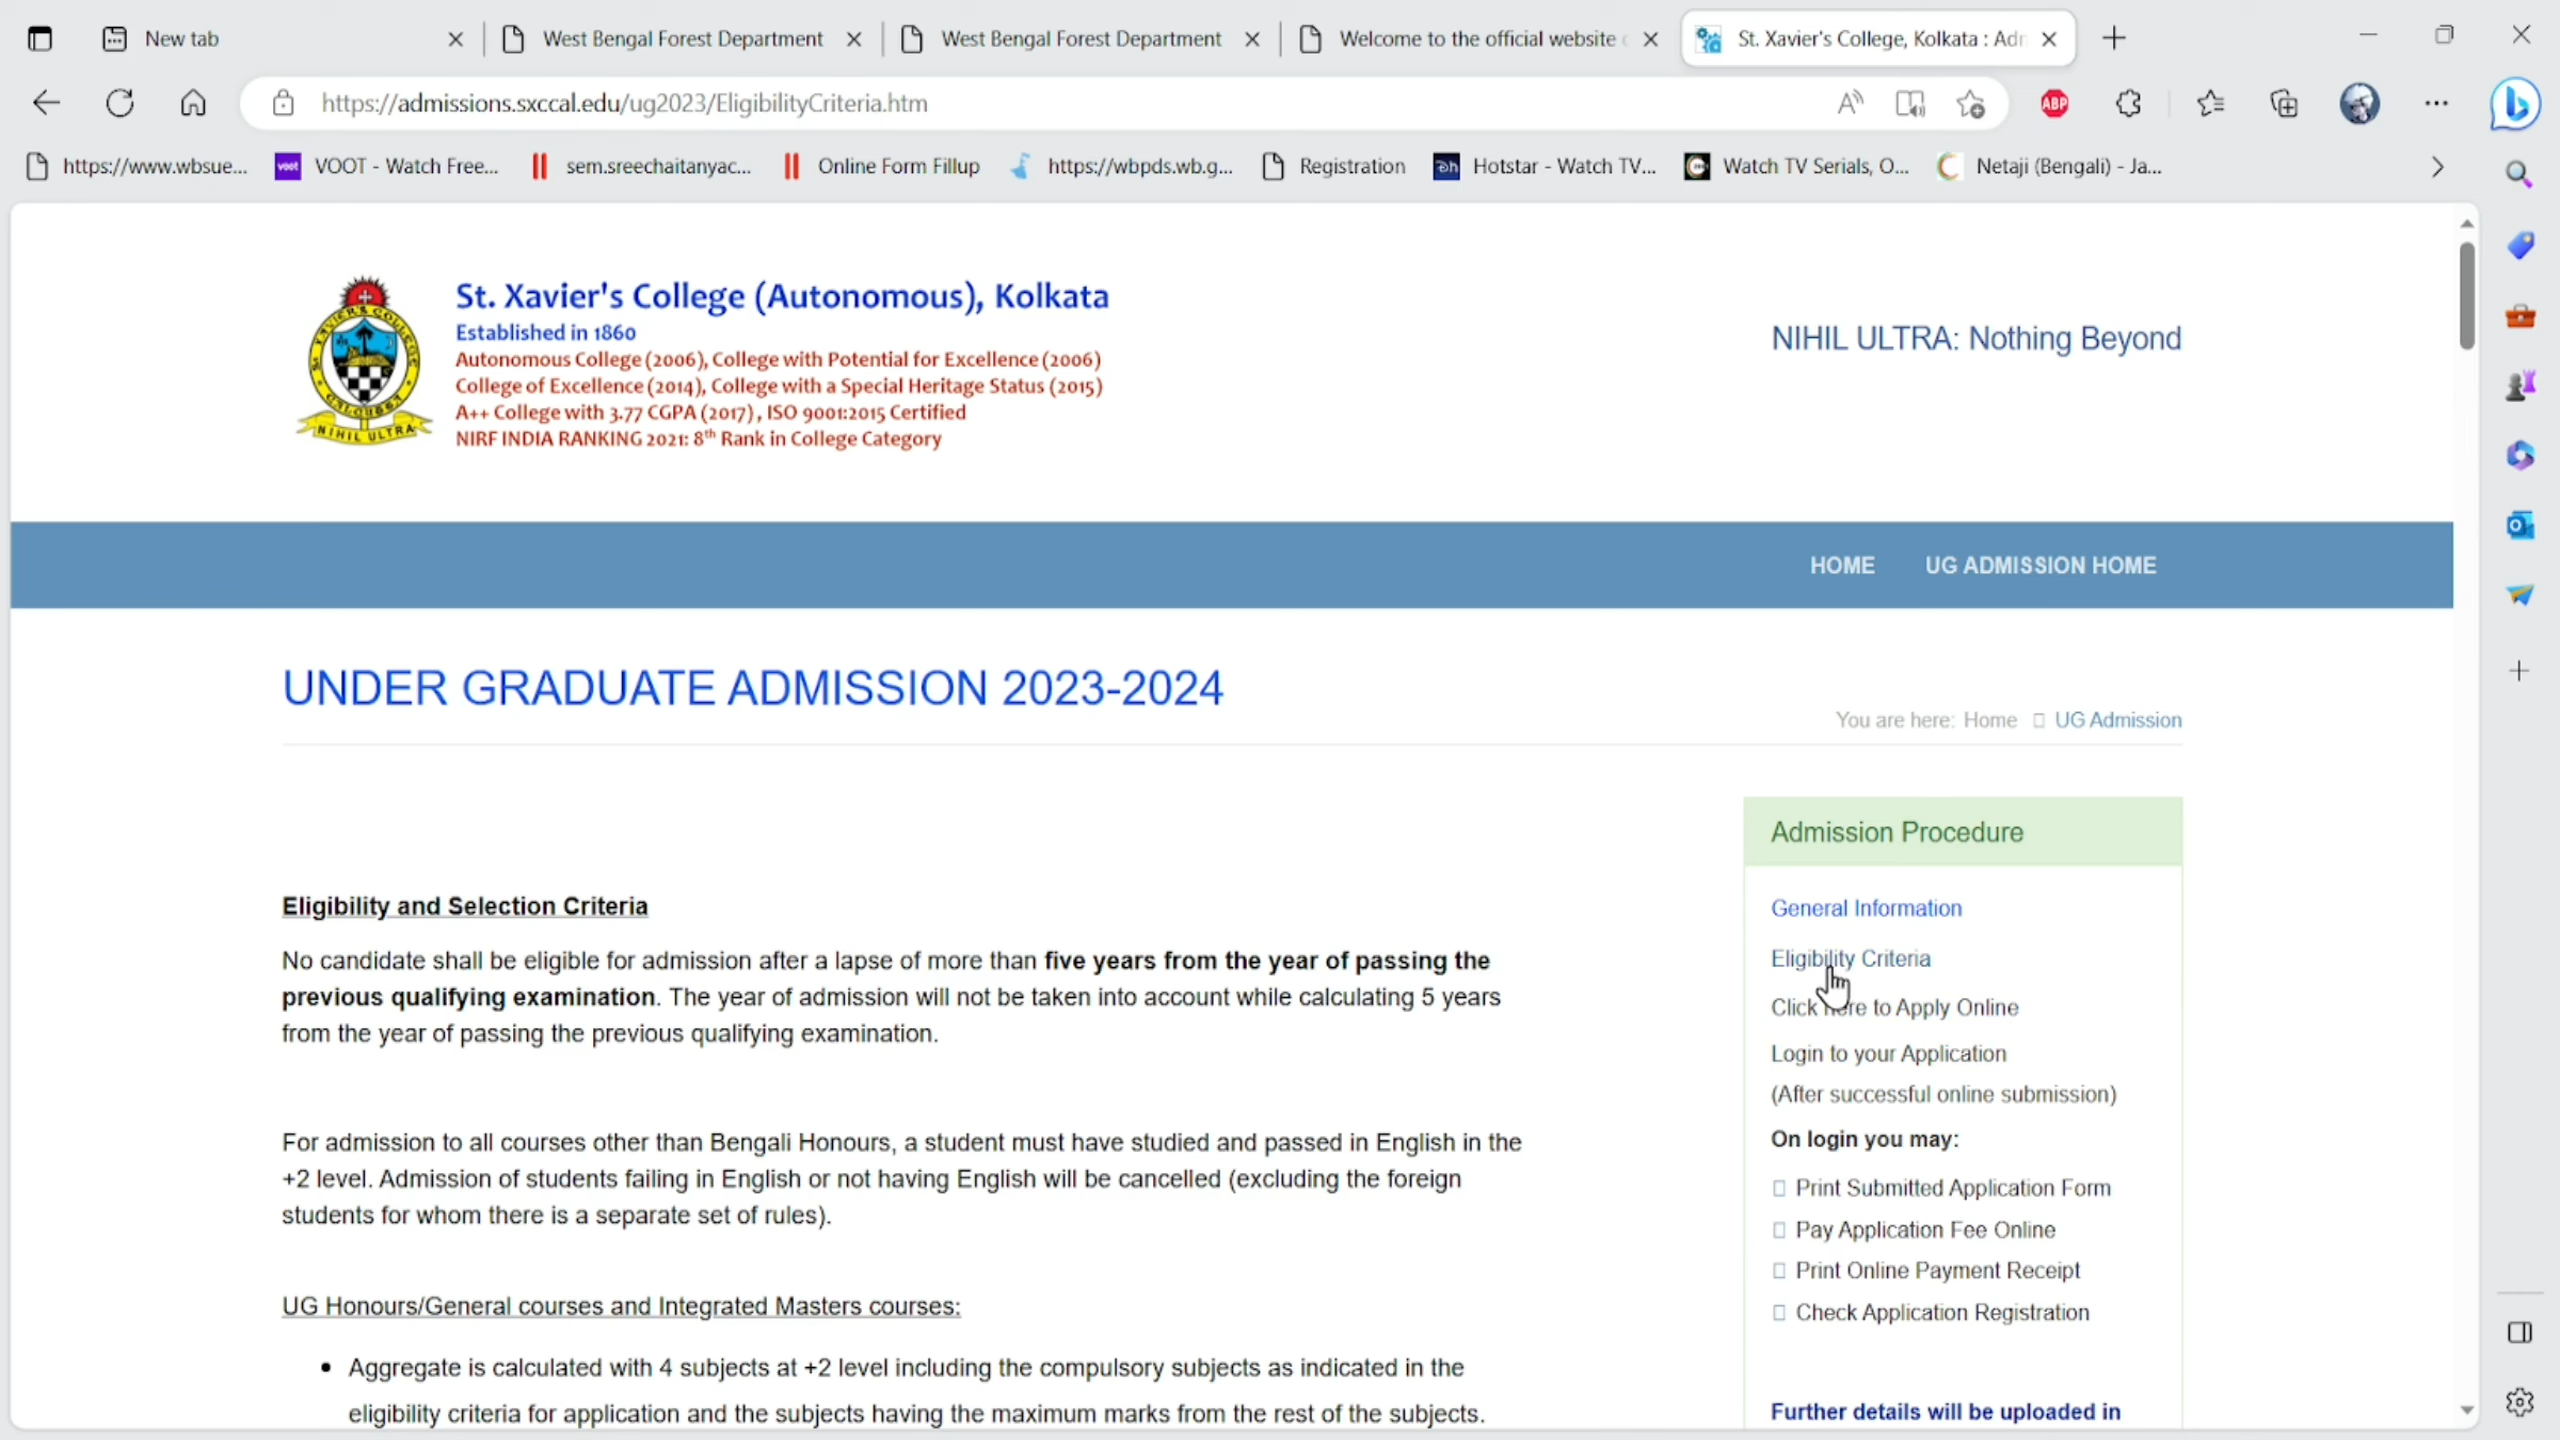 New tab
West Bengal Forest Department
West Bengal Forest Department
Welcome to the official website
St. Xavier's College, Kolkata : Adr
https://admissions.sxccal.edu/ug2023/EligibilityCriteria.htm
ABP
https://www.wbsue...
voot
VOOT - Watch Free...
sem.sreechaitanyac...
Online Form Fillup
https://wbpds.wb.g...
Registration
Hotstar - Watch TV...
Watch TV Serials, O...
Netaji (Bengali) - Ja...
St. Xavier's College (Autonomous), Kolkata
Established in 1860
Autonomous College (2006), College with Potential for Excellence (2006)
College of Excellence (2014), College with a Special Heritage Status (2015)
A++ College with 3.77 CGPA (2017), ISO 9001:2015 Certified
NIRF INDIA RANKING 2021: 8th Rank in College Category
NIHIL ULTRA
NIHIL ULTRA: Nothing Beyond
HOME
UG ADMISSION HOME
UNDER GRADUATE ADMISSION 2023-2024
You are here: Home UG Admission
Eligibility and Selection Criteria
No candidate shall be eligible for admission after a lapse of more than five years from the year of passing the
previous qualifying examination. The year of admission will not be taken into account while calculating 5 years
from the year of passing the previous qualifying examination.
For admission to all courses other than Bengali Honours, a student must have studied and passed in English in the
+2 level. Admission of students failing in English or not having English will be cancelled (excluding the foreign
students for whom there is a separate set of rules).
UG Honours/General courses and Integrated Masters courses:
• Aggregate is calculated with 4 subjects at +2 level including the compulsory subjects as indicated in the
eligibility criteria for application and the subjects having the maximum marks from the rest of the subjects.
Admission Procedure
General Information
Eligibility Criteria
Click here to Apply Online
Login to your Application
(After successful online submission)
On login you may:
Print Submitted Application Form
Pay Application Fee Online
Print Online Payment Receipt
Check Application Registration
Further details will be uploaded in